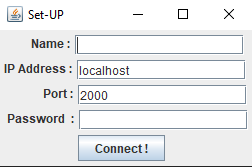 Set-UP
Name :
IP Address : localhost
Port : 2000
Password :
Connect !